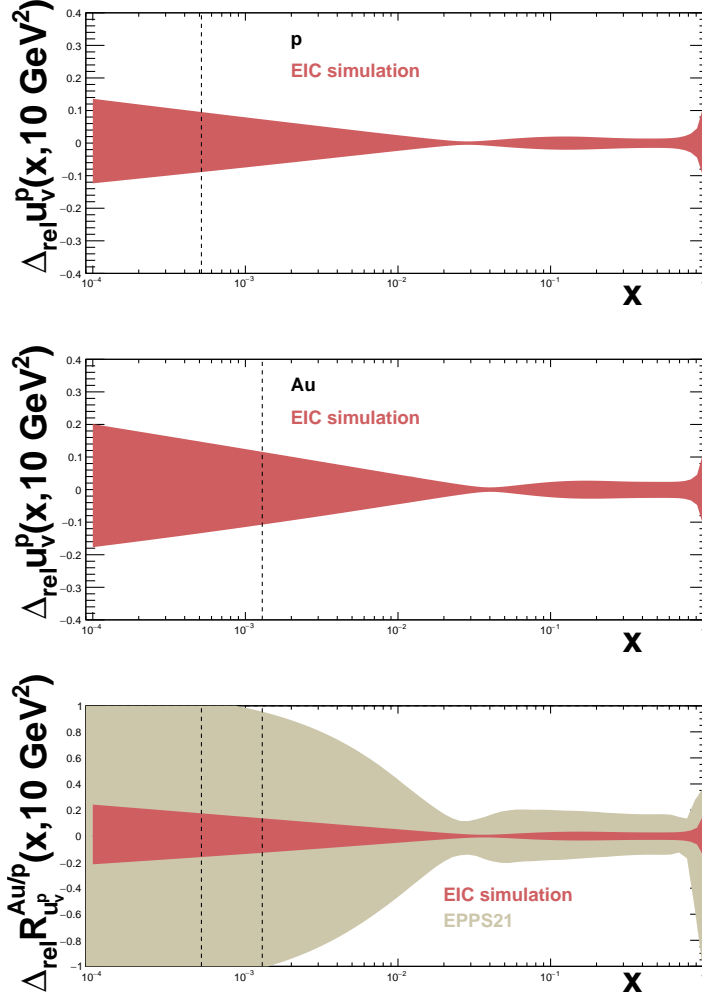 Δrel u_v^p(x,10 GeV²)
0.4
0.3
0.2
0.1
0
−0.1
−0.2
−0.3
−0.4
p
EIC simulation
10⁻⁴ 10⁻³ 10⁻² 10⁻¹
x
Δrel u_v^p(x,10 GeV²)
0.4
0.3
0.2
0.1
0
−0.1
−0.2
−0.3
−0.4
Au
EIC simulation
10⁻⁴ 10⁻³ 10⁻² 10⁻¹
x
Δrel R_{u_v^p}^{Au/p}(x,10 GeV²)
1
0.8
0.6
0.4
0.2
0
−0.2
−0.4
−0.6
−0.8
−1
EIC simulation
EPPS21
10⁻⁴ 10⁻³ 10⁻² 10⁻¹
x